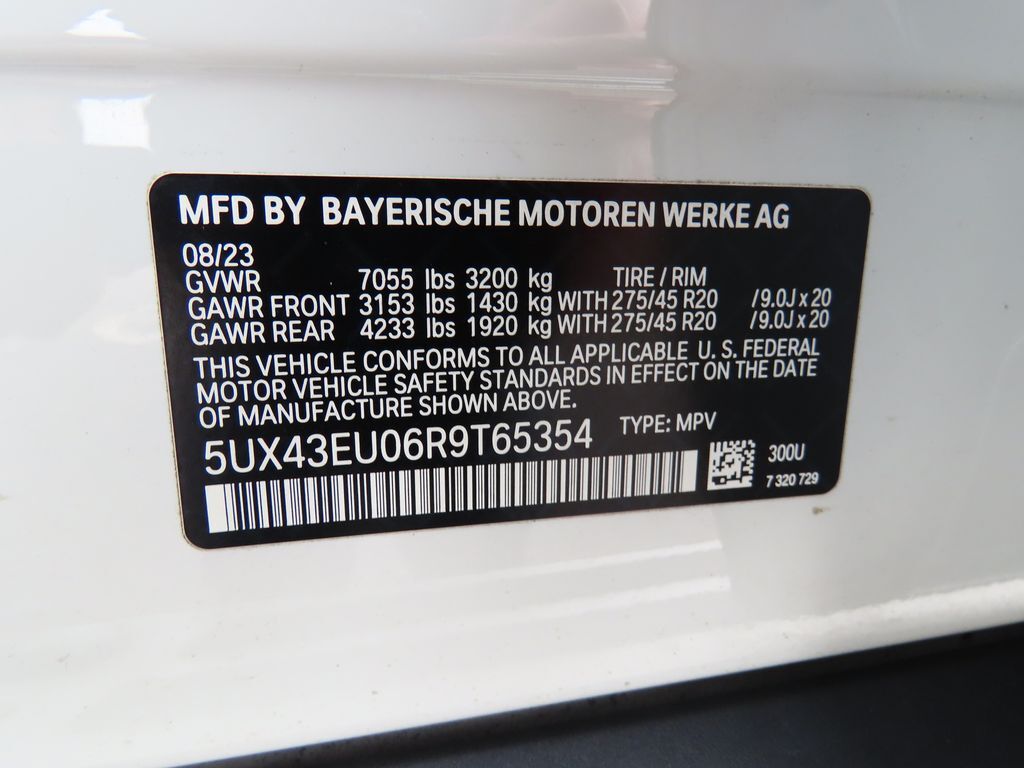 MFD BY BAYERISCHE MOTOREN WERKE AG
08/23
GVWR 7055 lbs 3200 kg TIRE / RIM
GAWR FRONT 3153 lbs 1430 kg WITH 275/45 R20 /9.0J x 20
GAWR REAR 4233 lbs 1920 kg WITH 275/45 R20 /9.0J x 20
THIS VEHICLE CONFORMS TO ALL APPLICABLE U. S. FEDERAL
MOTOR VEHICLE SAFETY STANDARDS IN EFFECT ON THE DATE
OF MANUFACTURE SHOWN ABOVE.
5UX43EU06R9T65354 TYPE: MPV
300U
7 320 729